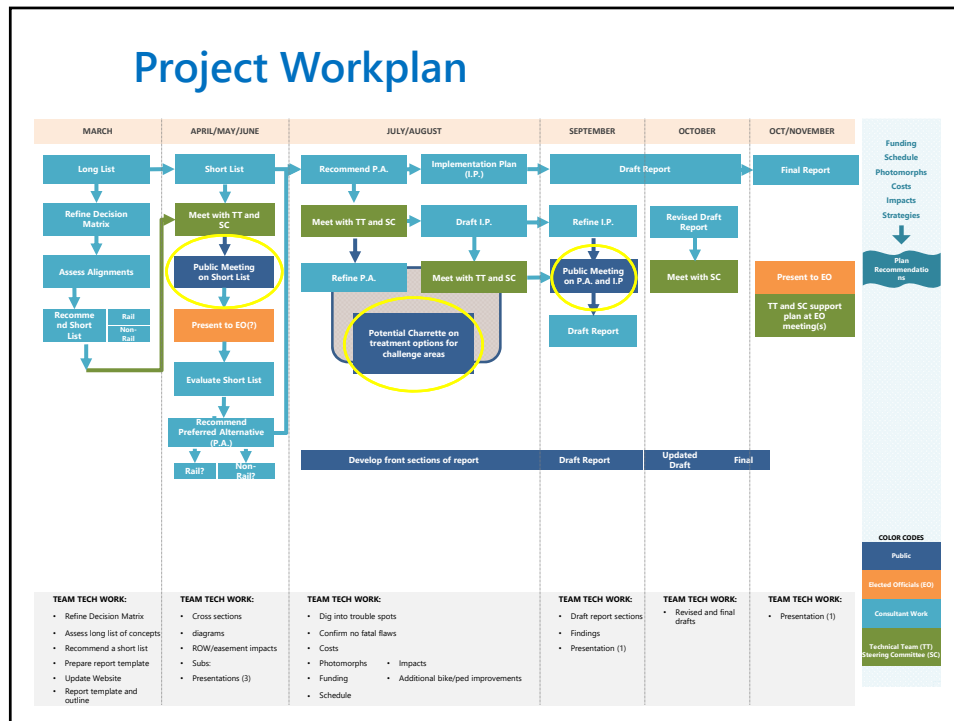 Project Workplan
MARCH
APRIL/MAY/JUNE
JULY/AUGUST
SEPTEMBER
OCTOBER
OCT/NOVEMBER
Long List
Refine Decision
Matrix
Assess Alignments
Recomme
nd Short
List
Rail
Non-
Rail
Short List
Meet with TT and
SC
Public Meeting
on Short List
Present to EO(?)
Evaluate Short List
Recommend
Preferred Alternative
(P.A.)
Rail?
Non-
Rail?
Recommend P.A.
Implementation Plan
(I.P.)
Meet with TT and SC
Draft I.P.
Refine P.A.
Meet with TT and SC
Potential Charrette on
treatment options for
challenge areas
Draft Report
Refine I.P.
Public Meeting
on P.A. and I.P
Draft Report
Revised Draft
Report
Meet with SC
Final Report
Present to EO
TT and SC support
plan at EO
meeting(s)
Develop front sections of report
Draft Report
Updated
Draft
Final
Funding
Schedule
Photomorphs
Costs
Impacts
Strategies
Plan
Recommendatio
ns
COLOR CODES
Public
Elected Officials (EO)
Consultant Work
Technical Team (TT)
Steering Committee (SC)
TEAM TECH WORK:
• Refine Decision Matrix
• Assess long list of concepts
• Recommend a short list
• Prepare report template
• Update Website
• Report template and
outline
TEAM TECH WORK:
• Cross sections
• diagrams
• ROW/easement impacts
• Subs:
• Presentations (3)
TEAM TECH WORK:
• Dig into trouble spots
• Confirm no fatal flaws
• Costs
• Photomorphs
• Funding
• Schedule
• Impacts
• Additional bike/ped improvements
TEAM TECH WORK:
• Draft report sections
• Findings
• Presentation (1)
TEAM TECH WORK:
• Revised and final
drafts
TEAM TECH WORK:
• Presentation (1)